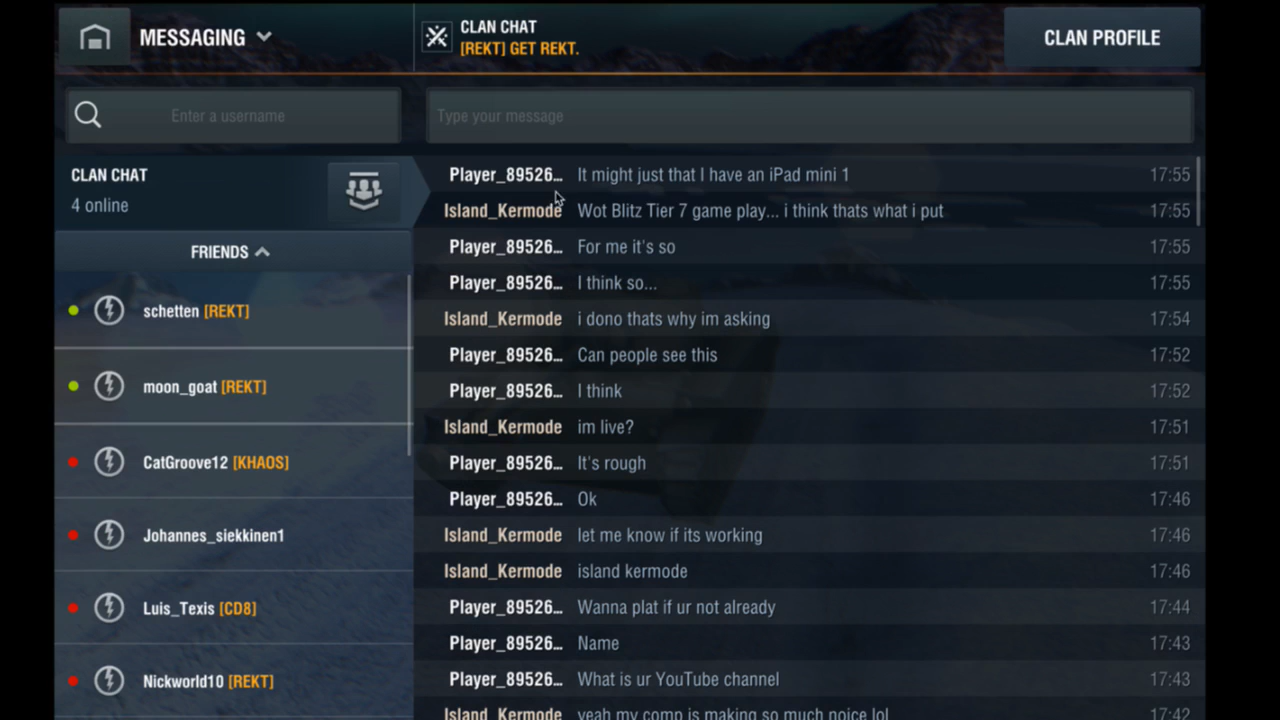 MESSAGING
CLAN CHAT
[REKT] GET REKT.
CLAN PROFILE
Enter a username
Type your message
CLAN CHAT
4 online
FRIENDS
schetten [REKT]
moon_goat [REKT]
CatGroove12 [KHAOS]
Johannes_siekkinen1
Luis_Texis [CD8]
Nickworld10 [REKT]
Player_89526... It might just that I have an iPad mini 1 17:55
Island_Kermode Wot Blitz Tier 7 game play... i think thats what i put 17:55
Player_89526... For me it's so 17:55
Player_89526... I think so... 17:55
Island_Kermode i dono thats why im asking 17:54
Player_89526... Can people see this 17:52
Player_89526... I think 17:52
Island_Kermode im live? 17:51
Player_89526... It's rough 17:51
Player_89526... Ok 17:46
Island_Kermode let me know if its working 17:46
Island_Kermode island kermode 17:46
Player_89526... Wanna plat if ur not already 17:44
Player_89526... Name 17:43
Player_89526... What is ur YouTube channel 17:43
Island_Kermode yeah my comp is making so much noice lol 17:42